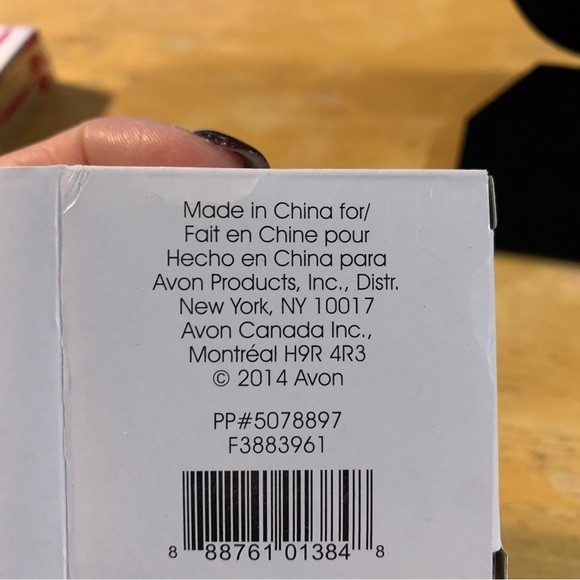 Made in China for/
Fait en Chine pour
Hecho en China para
Avon Products, Inc., Distr.
New York, NY 10017
Avon Canada Inc.,
Montréal H9R 4R3
© 2014 Avon
PP#5078897
F3883961
8 88761 01384 8